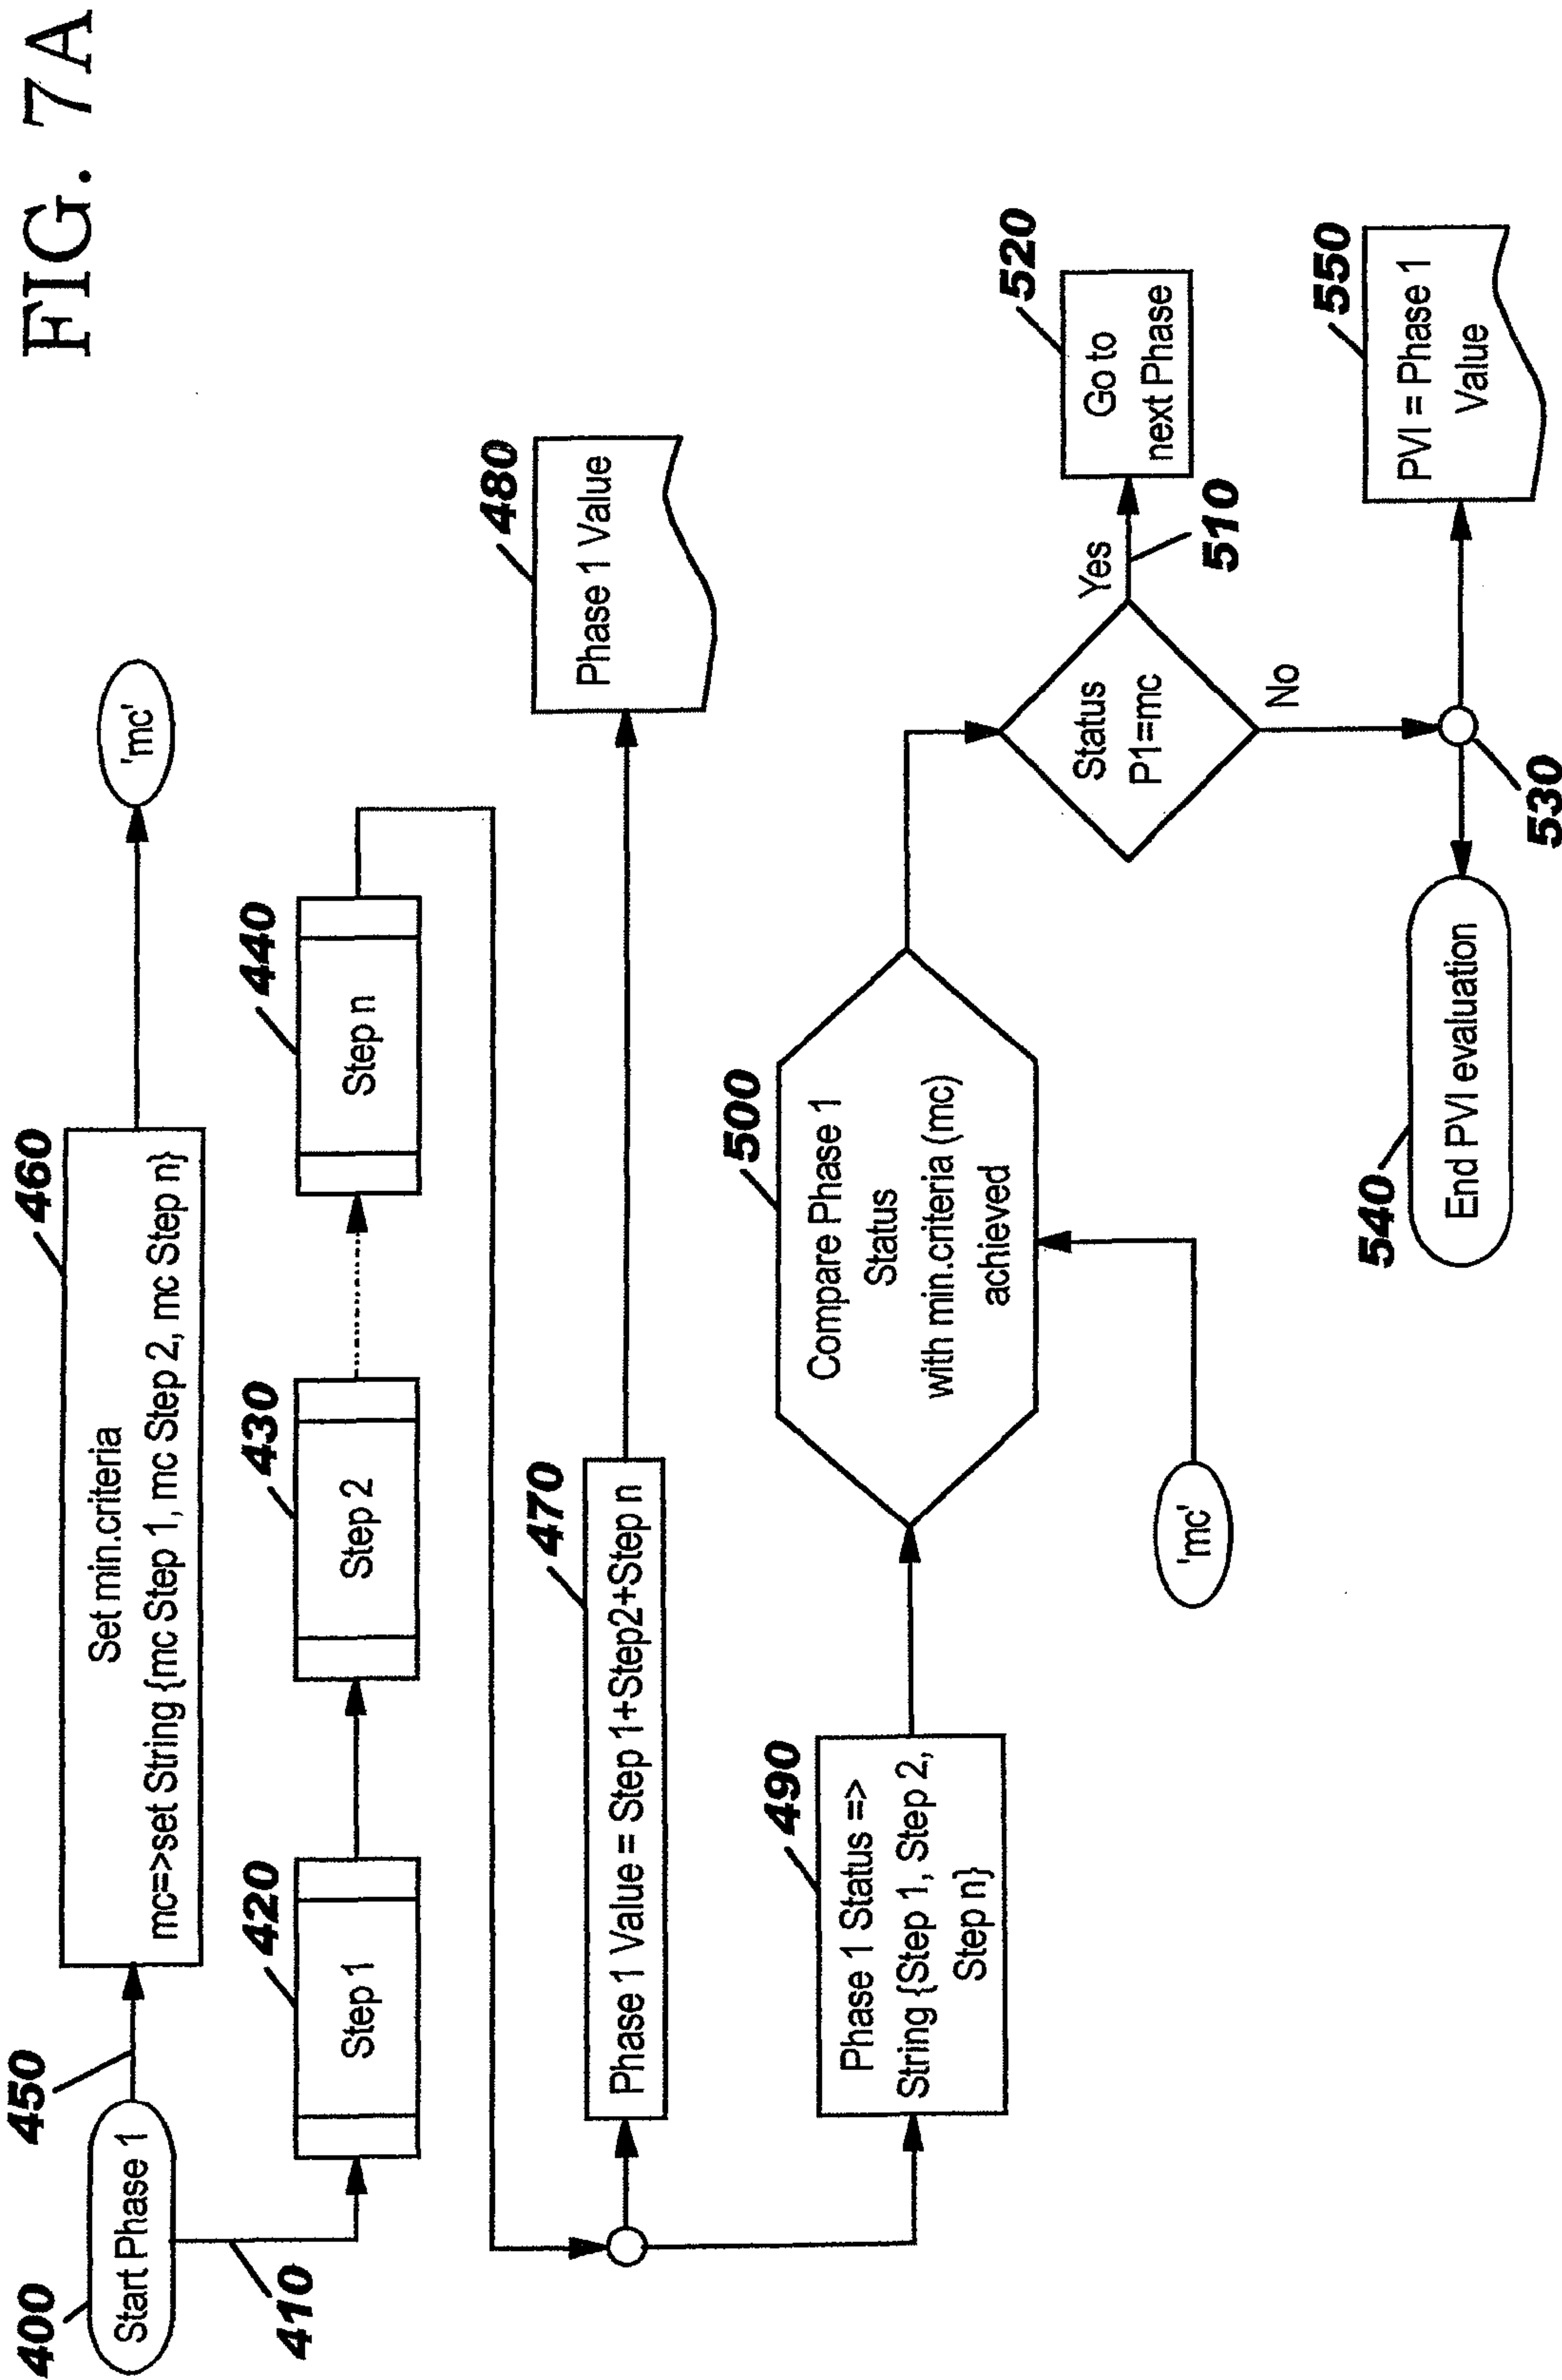 FIG. 7A
400
Start Phase 1
450
410
460
Set min.criteria
mc=>set String {mc Step 1, mc Step 2, mc Step n}
'mc'
420
Step 1
430
Step 2
440
Step n
470
Phase 1 Value = Step 1+Step2+Step n
480
Phase 1 Value
490
Phase 1 Status =>
String {Step 1, Step 2,
Step n}
500
Compare Phase 1
Status
with min.criteria (mc)
achieved
'mc'
Status
P1=mc
Yes
510
520
Go to
next Phase
No
530
540
End PVI evaluation
550
PVI = Phase 1
Value